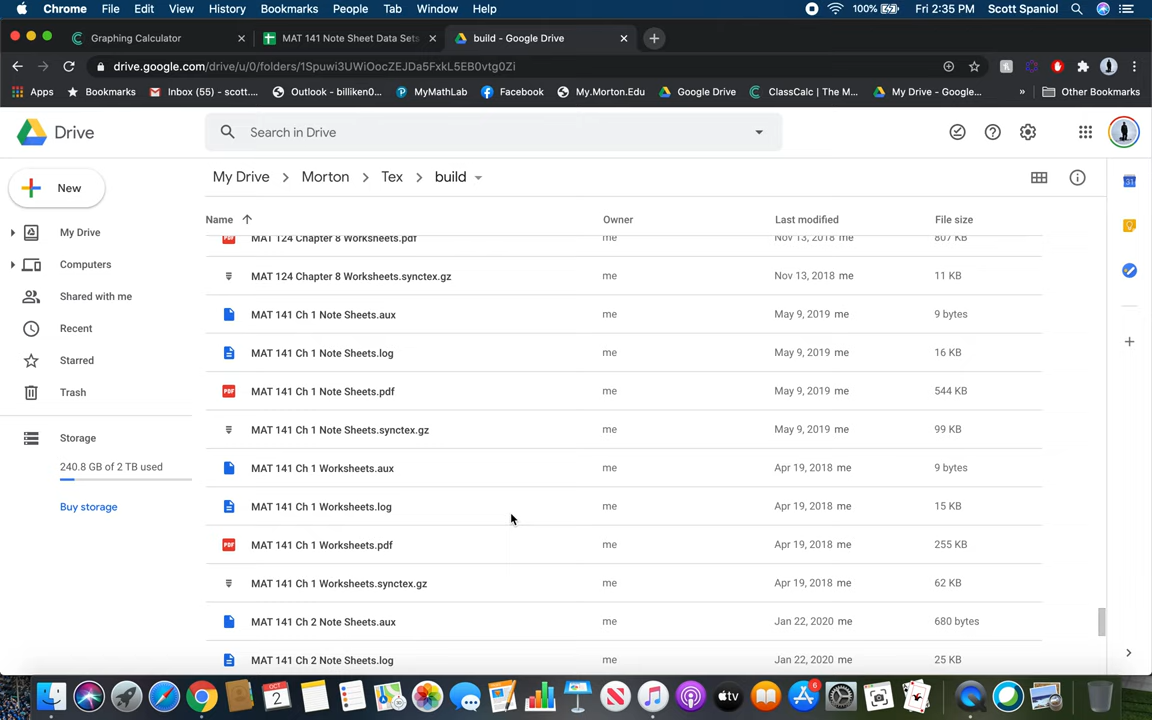 Chrome File Edit View History Bookmarks People Tab Window Help 100% Fri 2:35 PM Scott Spaniol
Graphing Calculator MAT 141 Note Sheet Data Sets build - Google Drive
drive.google.com/drive/u/0/folders/1Spuwi3UWiOocZEJDa5FxkL5EB0vtg0Zi
Apps Bookmarks Inbox (55) - scott.... Outlook - billiken0... MyMathLab Facebook My.Morton.Edu Google Drive ClassCalc | The M... My Drive - Google... » Other Bookmarks
Drive Search in Drive
New My Drive > Morton > Tex > build
Name Owner Last modified File size
My Drive
Computers
Shared with me
Recent
Starred
Trash
Storage
240.8 GB of 2 TB used
Buy storage
MAT 124 Chapter 8 Worksheets.pdf me Nov 13, 2018 me 807 KB
MAT 124 Chapter 8 Worksheets.synctex.gz me Nov 13, 2018 me 11 KB
MAT 141 Ch 1 Note Sheets.aux me May 9, 2019 me 9 bytes
MAT 141 Ch 1 Note Sheets.log me May 9, 2019 me 16 KB
PDF MAT 141 Ch 1 Note Sheets.pdf me May 9, 2019 me 544 KB
MAT 141 Ch 1 Note Sheets.synctex.gz me May 9, 2019 me 99 KB
MAT 141 Ch 1 Worksheets.aux me Apr 19, 2018 me 9 bytes
MAT 141 Ch 1 Worksheets.log me Apr 19, 2018 me 15 KB
PDF MAT 141 Ch 1 Worksheets.pdf me Apr 19, 2018 me 255 KB
MAT 141 Ch 1 Worksheets.synctex.gz me Apr 19, 2018 me 62 KB
MAT 141 Ch 2 Note Sheets.aux me Jan 22, 2020 me 680 bytes
MAT 141 Ch 2 Note Sheets.log me Jan 22, 2020 me 25 KB
31
OCT 2 tv 6